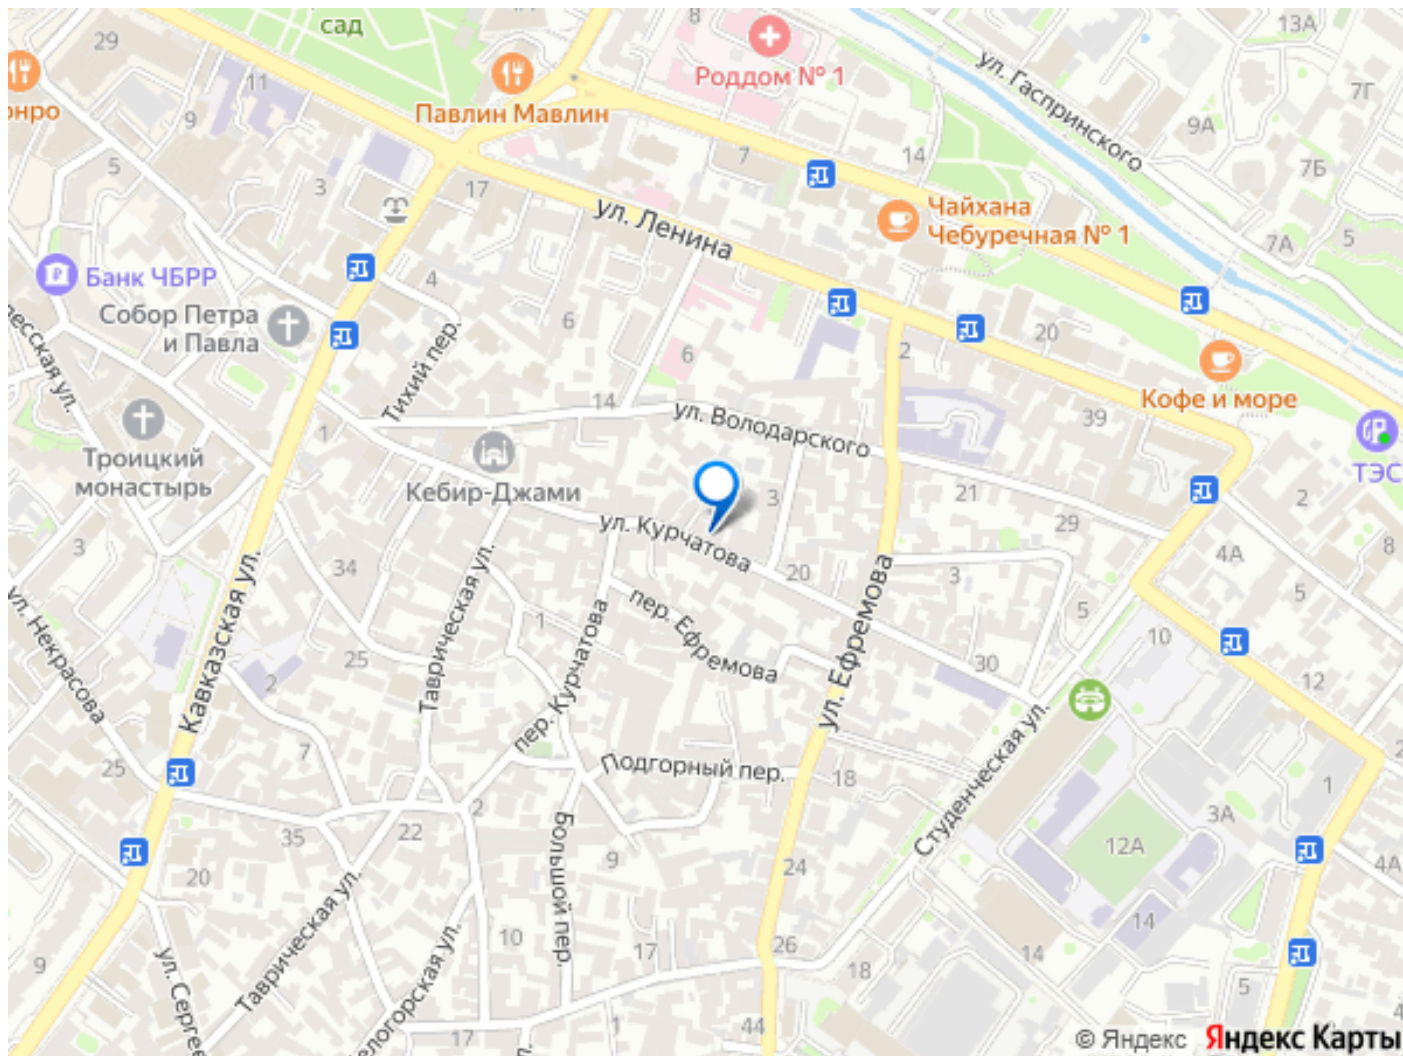 сад
29
8
13А
Роддом № 1
ул. Гаспринского
7Г
11
Павлин Мавлин
9
9А
7Б
5
3
17
7
14
ул. Ленина
Чайхана
Чебуречная № 1
7А
5
Банк ЧБРР
4
Собор Петра
и Павла
6
6
2
20
Тихий пер.
Кофе и море
14
ул. Володарского
39
1
Троицкий
монастырь
Кебир-Джами
ТЭС
3
21
2
29
ул. Курчатова
4А
8
3
34
20
3
5
ул. Некрасова
Кавказская ул.
Таврическая ул.
1
пер. Курчатова
пер. Ефремова
ул. Ефремова
5
10
25
30
2
12
7
25
Подгорный пер.
18
Студенческая ул.
1
2
3А
35
22
Большой пер.
9
24
12А
4А
20
Таврическая ул.
10
17
26
14
14
18
9
5
17
1
44
© Яндекс Яндекс Карты